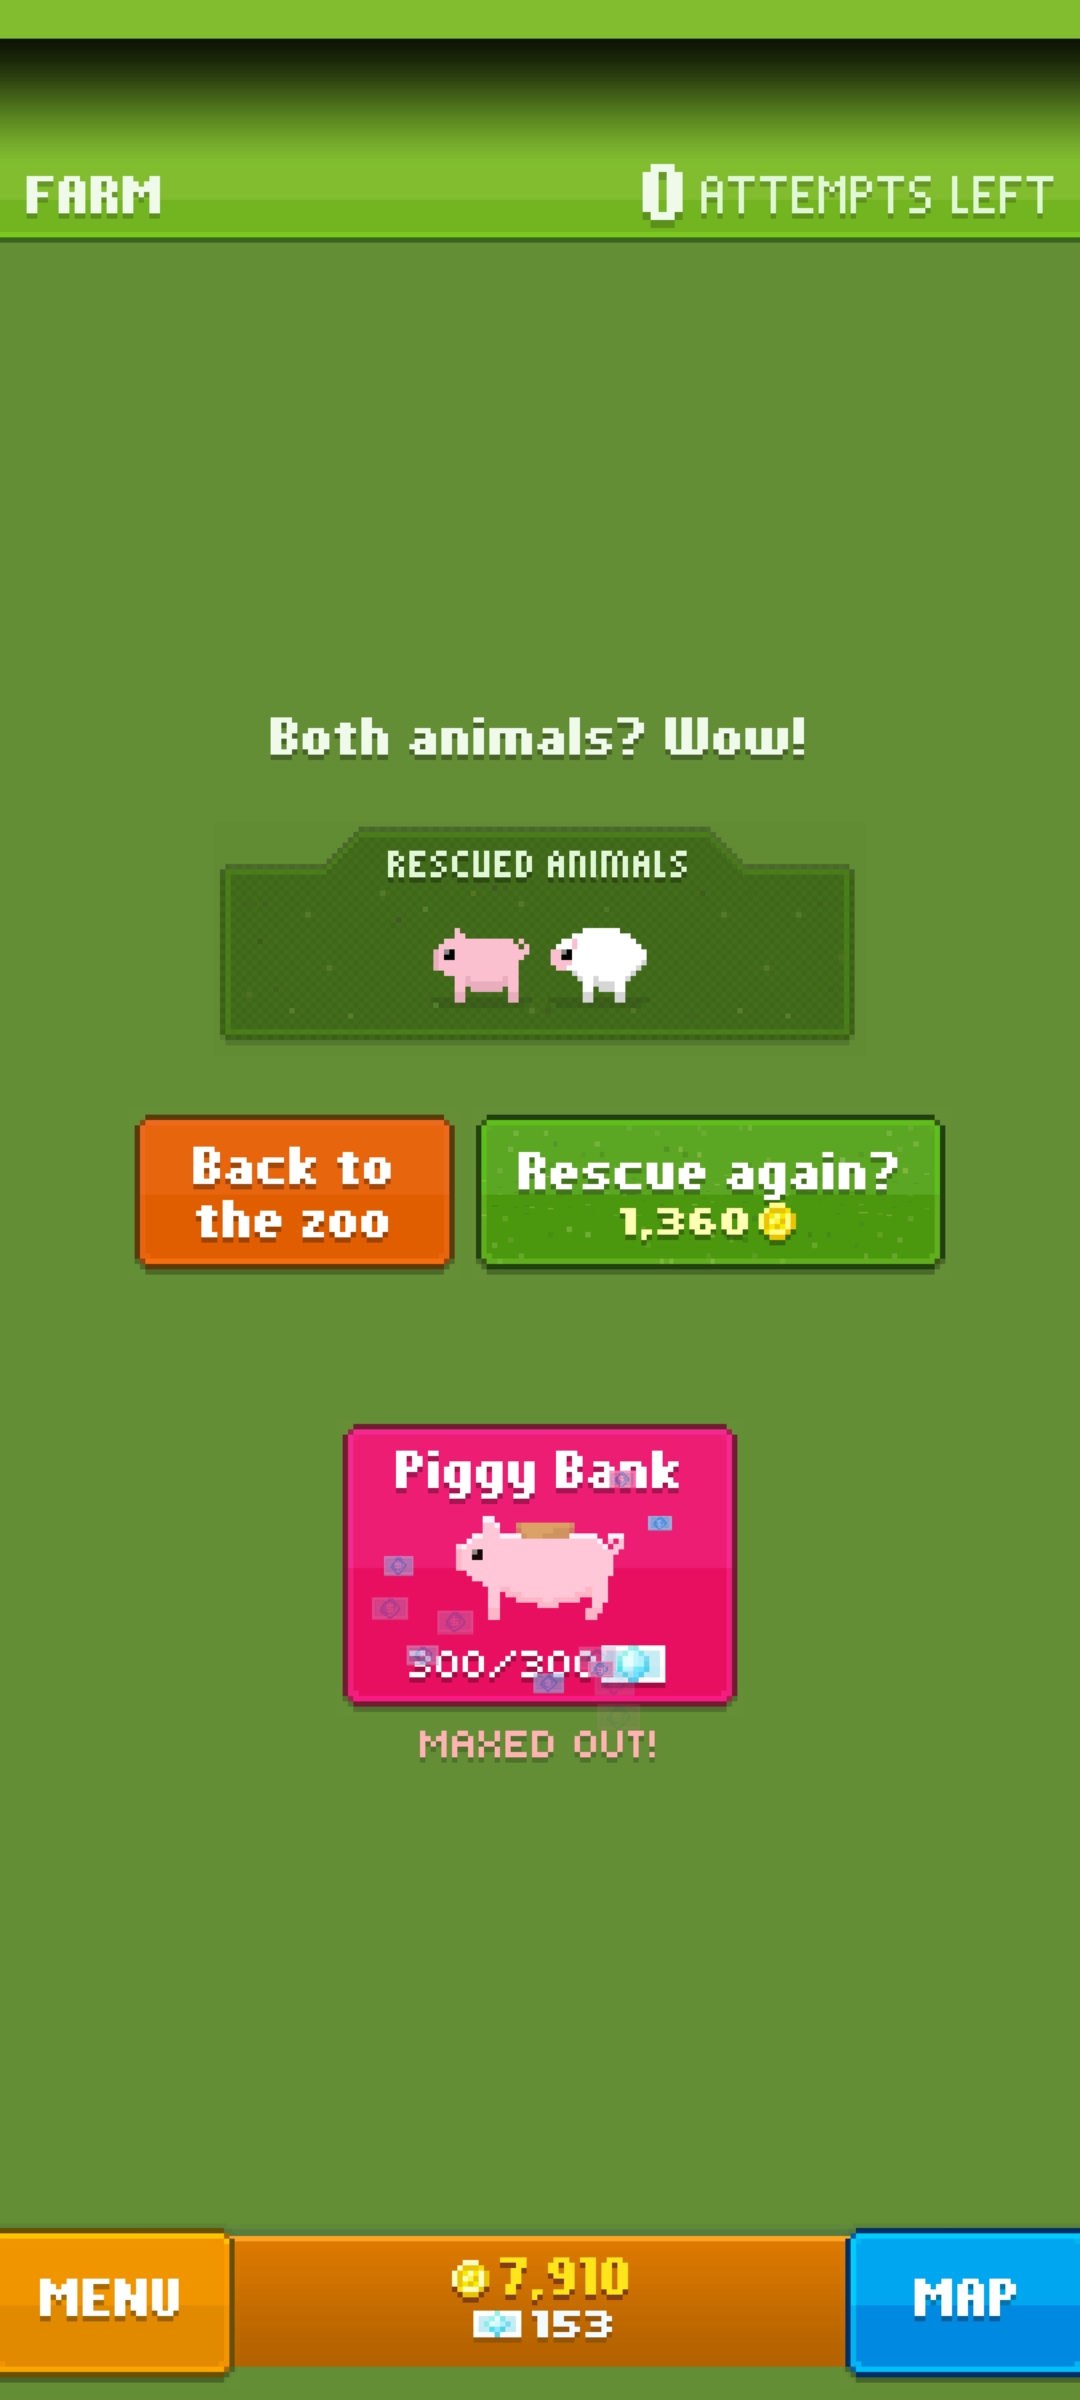 FARM
0 ATTEMPTS LEFT
Both animals? Wow!
RESCUED ANIMALS
Back to
the zoo
Rescue again?
1,360
Piggy Bank
300/300
MAXED OUT!
MENU
7,910
153
MAP